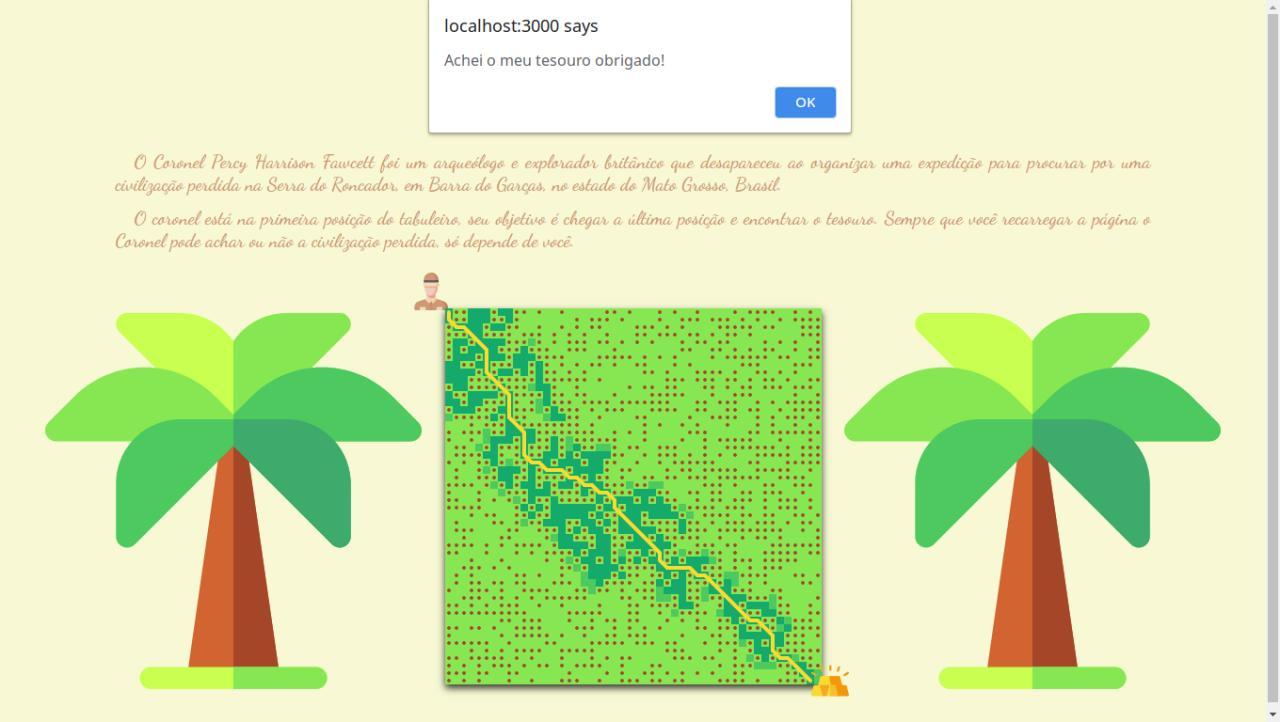 localhost:3000 says
Achei o meu tesouro obrigado!
OK
O Coronel Percy Harrison Fawcett foi um arqueólogo e explorador britânico que desapareceu ao organizar uma expedição para procurar por uma
civilização perdida na Serra do Roncador, em Barra do Garças, no estado do Mato Grosso, Brasil.
O coronel está na primeira posição do tabuleiro, seu objetivo é chegar a última posição e encontrar o tesouro. Sempre que você recarregar a página o
Coronel pode achar ou não a civilização perdida, só depende de você.